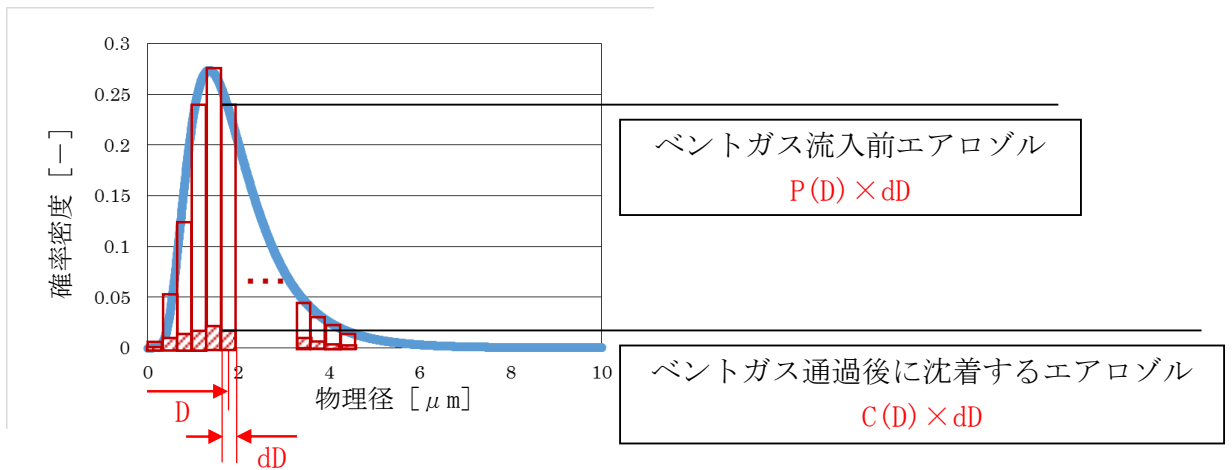 0.3
0.25
0.2
0.15
0.1
0.05
0
確率密度 [－]
0
2
4
6
8
10
物理径 [μm]
D
dD
ベントガス流入前エアロゾル
P(D)×dD
ベントガス通過後に沈着するエアロゾル
C(D)×dD